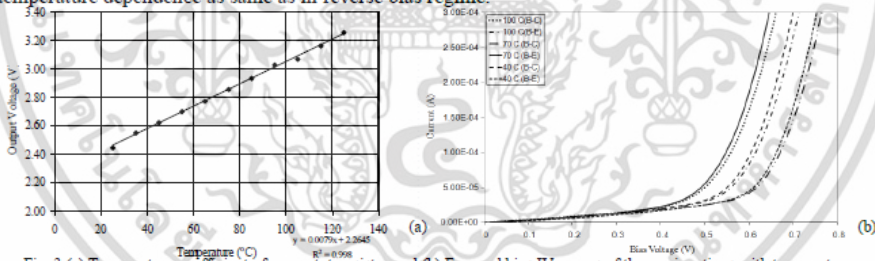 temperature dependence as same as in reverse bias regime.
3.40
3.20
3.00
2.80
2.60
2.40
2.20
2.00
Output Voltage (V)
0 20 40 60 80 100 120 140
Temperature (°C)
y = 0.0079x + 2.2645
R² = 0.998
(a)
3.00E-04
2.50E-04
2.00E-04
1.50E-04
1.00E-04
5.00E-05
0.00E+00
Current (A)
100 C(B-C)
100 C(B-E)
70 C (B-C)
70 C (B-E)
40 C (B-C)
40 C (B-E)
0 0.1 0.2 0.3 0.4 0.5 0.6 0.7 0.8
Bias Voltage (V)
(b)